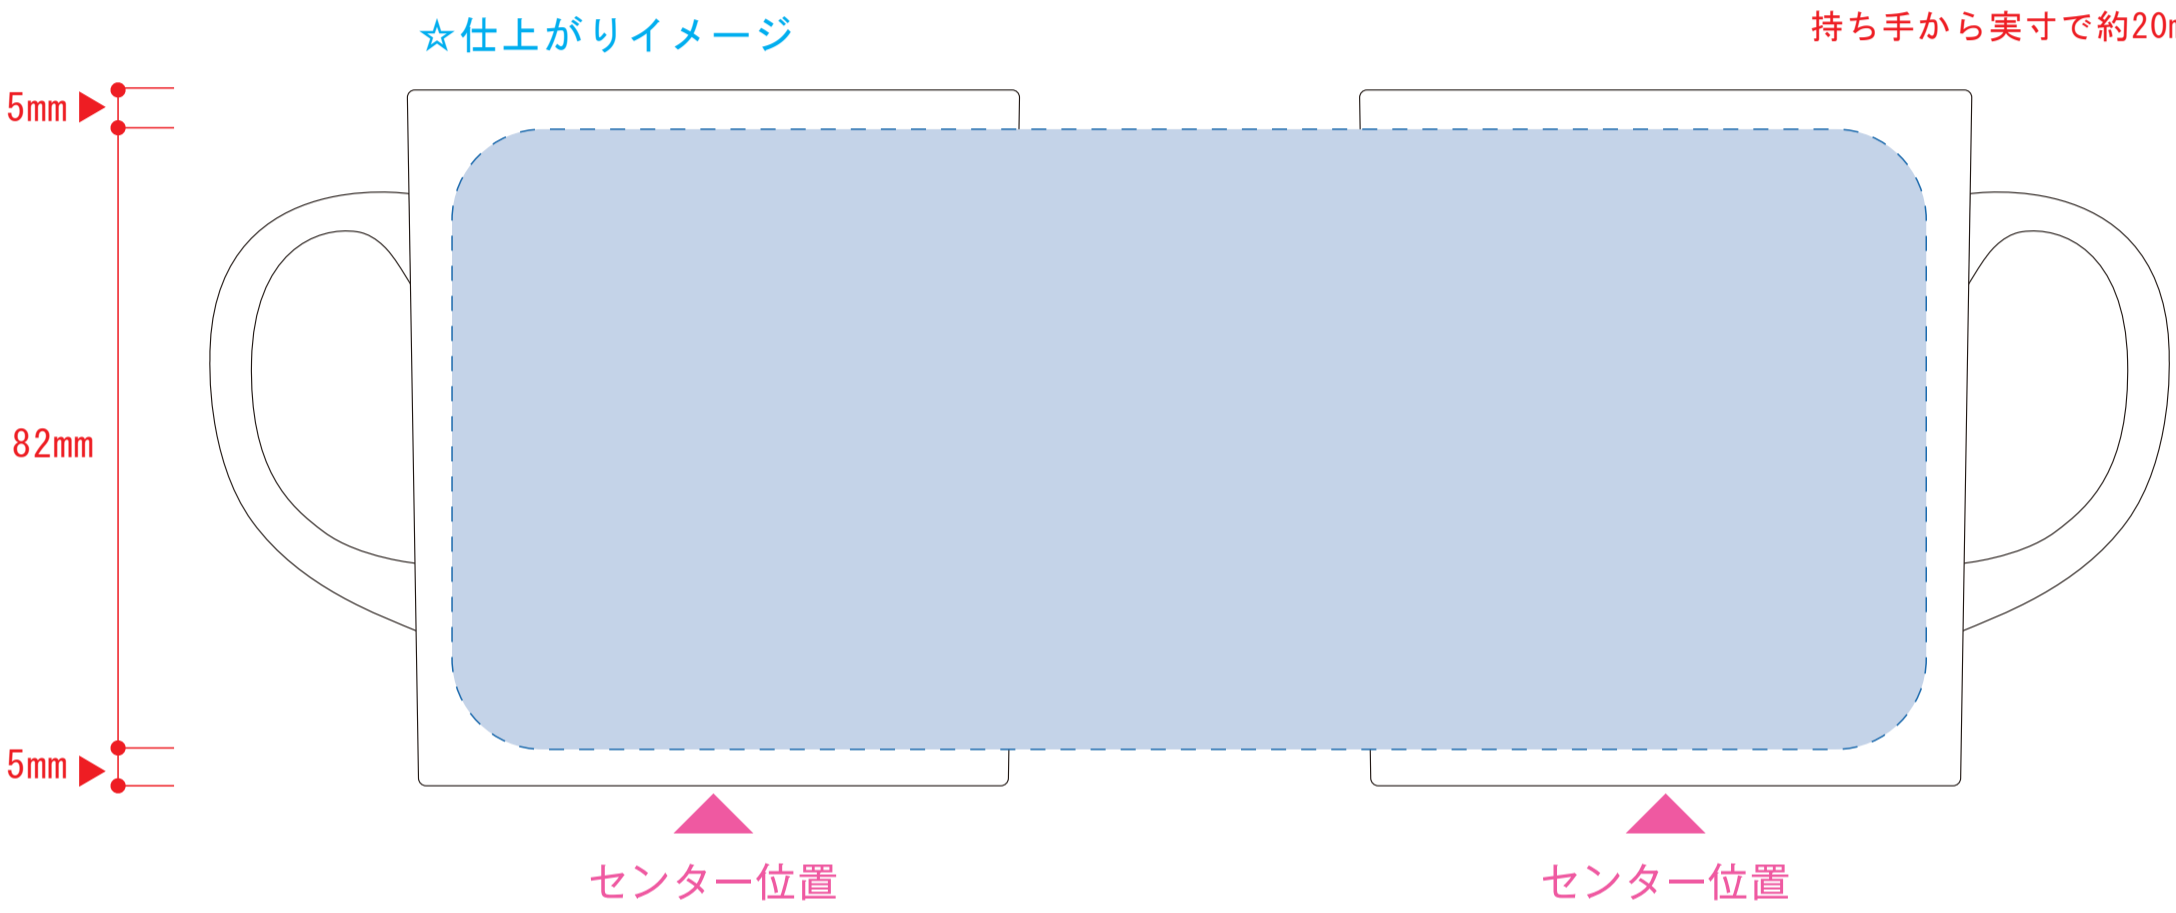 ☆仕上がりイメージ
持ち手から実寸で約20m
5mm
82mm
5mm
センター位置
センター位置